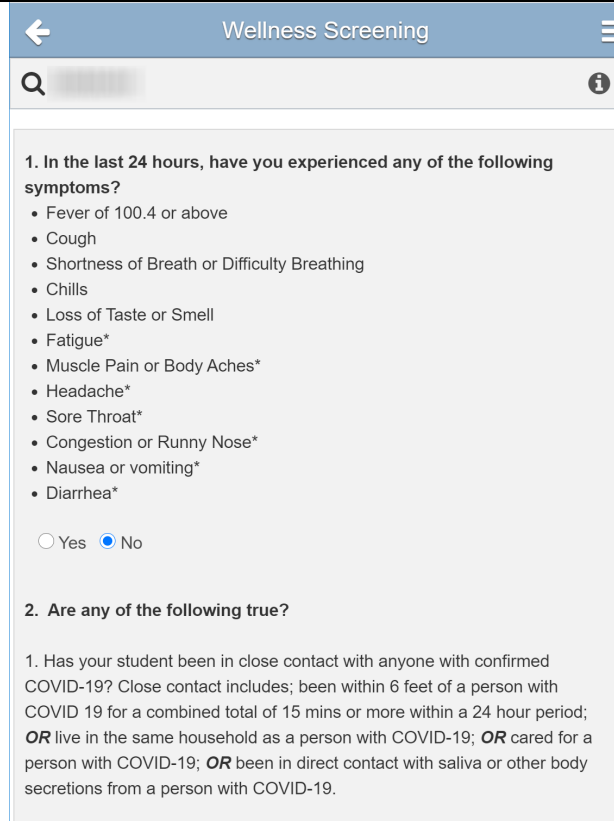 Wellness Screening
1. In the last 24 hours, have you experienced any of the following
symptoms?
• Fever of 100.4 or above
• Cough
• Shortness of Breath or Difficulty Breathing
• Chills
• Loss of Taste or Smell
• Fatigue*
• Muscle Pain or Body Aches*
• Headache*
• Sore Throat*
• Congestion or Runny Nose*
• Nausea or vomiting*
• Diarrhea*
Yes No
2. Are any of the following true?
1. Has your student been in close contact with anyone with confirmed
COVID-19? Close contact includes; been within 6 feet of a person with
COVID 19 for a combined total of 15 mins or more within a 24 hour period;
OR live in the same household as a person with COVID-19; OR cared for a
person with COVID-19; OR been in direct contact with saliva or other body
secretions from a person with COVID-19.